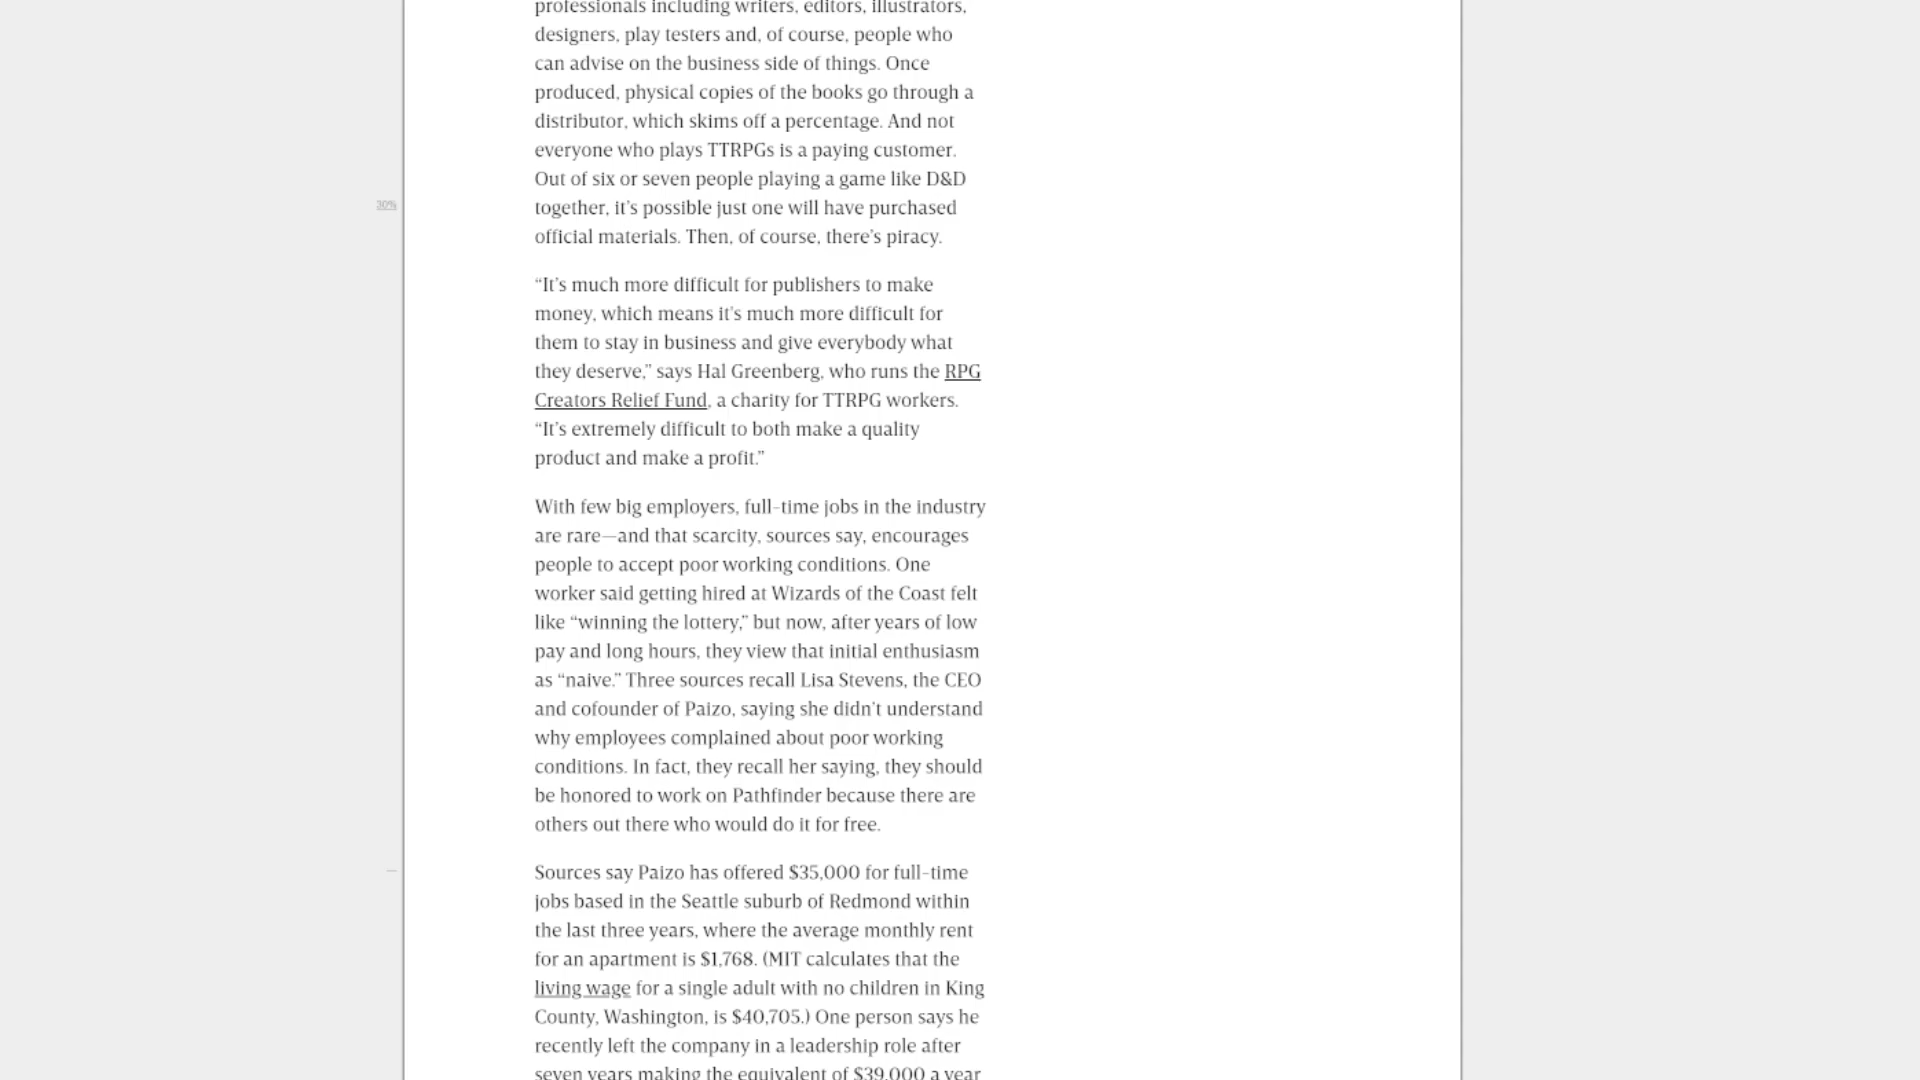 professionals including writers, editors, illustrators,
designers, play testers and, of course, people who
can advise on the business side of things. Once
produced, physical copies of the books go through a
distributor, which skims off a percentage. And not
everyone who plays TTRPGs is a paying customer.
Out of six or seven people playing a game like D&D
30%
together, it’s possible just one will have purchased
official materials. Then, of course, there’s piracy.
“It’s much more difficult for publishers to make
money, which means it’s much more difficult for
them to stay in business and give everybody what
they deserve,” says Hal Greenberg, who runs the RPG
Creators Relief Fund, a charity for TTRPG workers.
“It’s extremely difficult to both make a quality
product and make a profit.”
With few big employers, full-time jobs in the industry
are rare—and that scarcity, sources say, encourages
people to accept poor working conditions. One
worker said getting hired at Wizards of the Coast felt
like “winning the lottery,” but now, after years of low
pay and long hours, they view that initial enthusiasm
as “naive.” Three sources recall Lisa Stevens, the CEO
and cofounder of Paizo, saying she didn’t understand
why employees complained about poor working
conditions. In fact, they recall her saying, they should
be honored to work on Pathfinder because there are
others out there who would do it for free.
Sources say Paizo has offered $35,000 for full-time
jobs based in the Seattle suburb of Redmond within
the last three years, where the average monthly rent
for an apartment is $1,768. (MIT calculates that the
living wage for a single adult with no children in King
County, Washington, is $40,705.) One person says he
recently left the company in a leadership role after
seven years making the equivalent of $39,000 a year